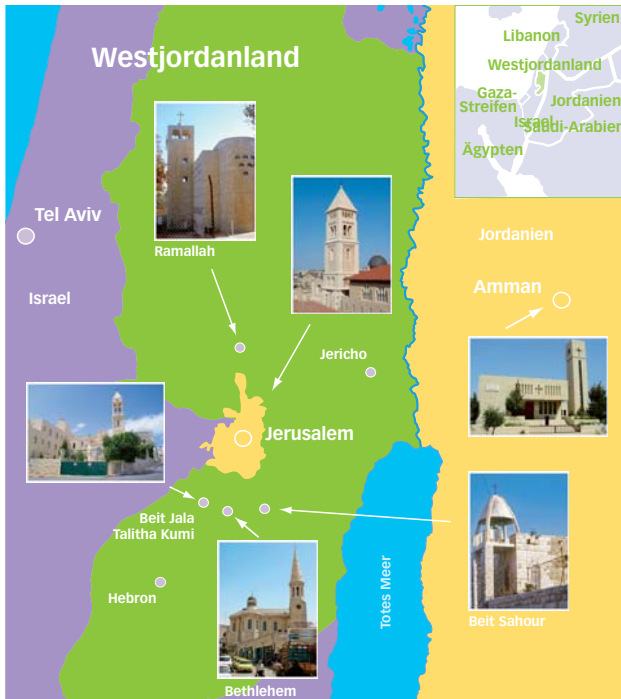 Westjordanland
Syrien
Libanon
Westjordanland
Gaza-
Streifen
Jordanien
Israel
Saudi-Arabien
Ägypten
Tel Aviv
Ramallah
Jordanien
Israel
Amman
Jericho
Jerusalem
Beit Jala
Talitha Kumi
Hebron
Totes Meer
Beit Sahour
Bethlehem